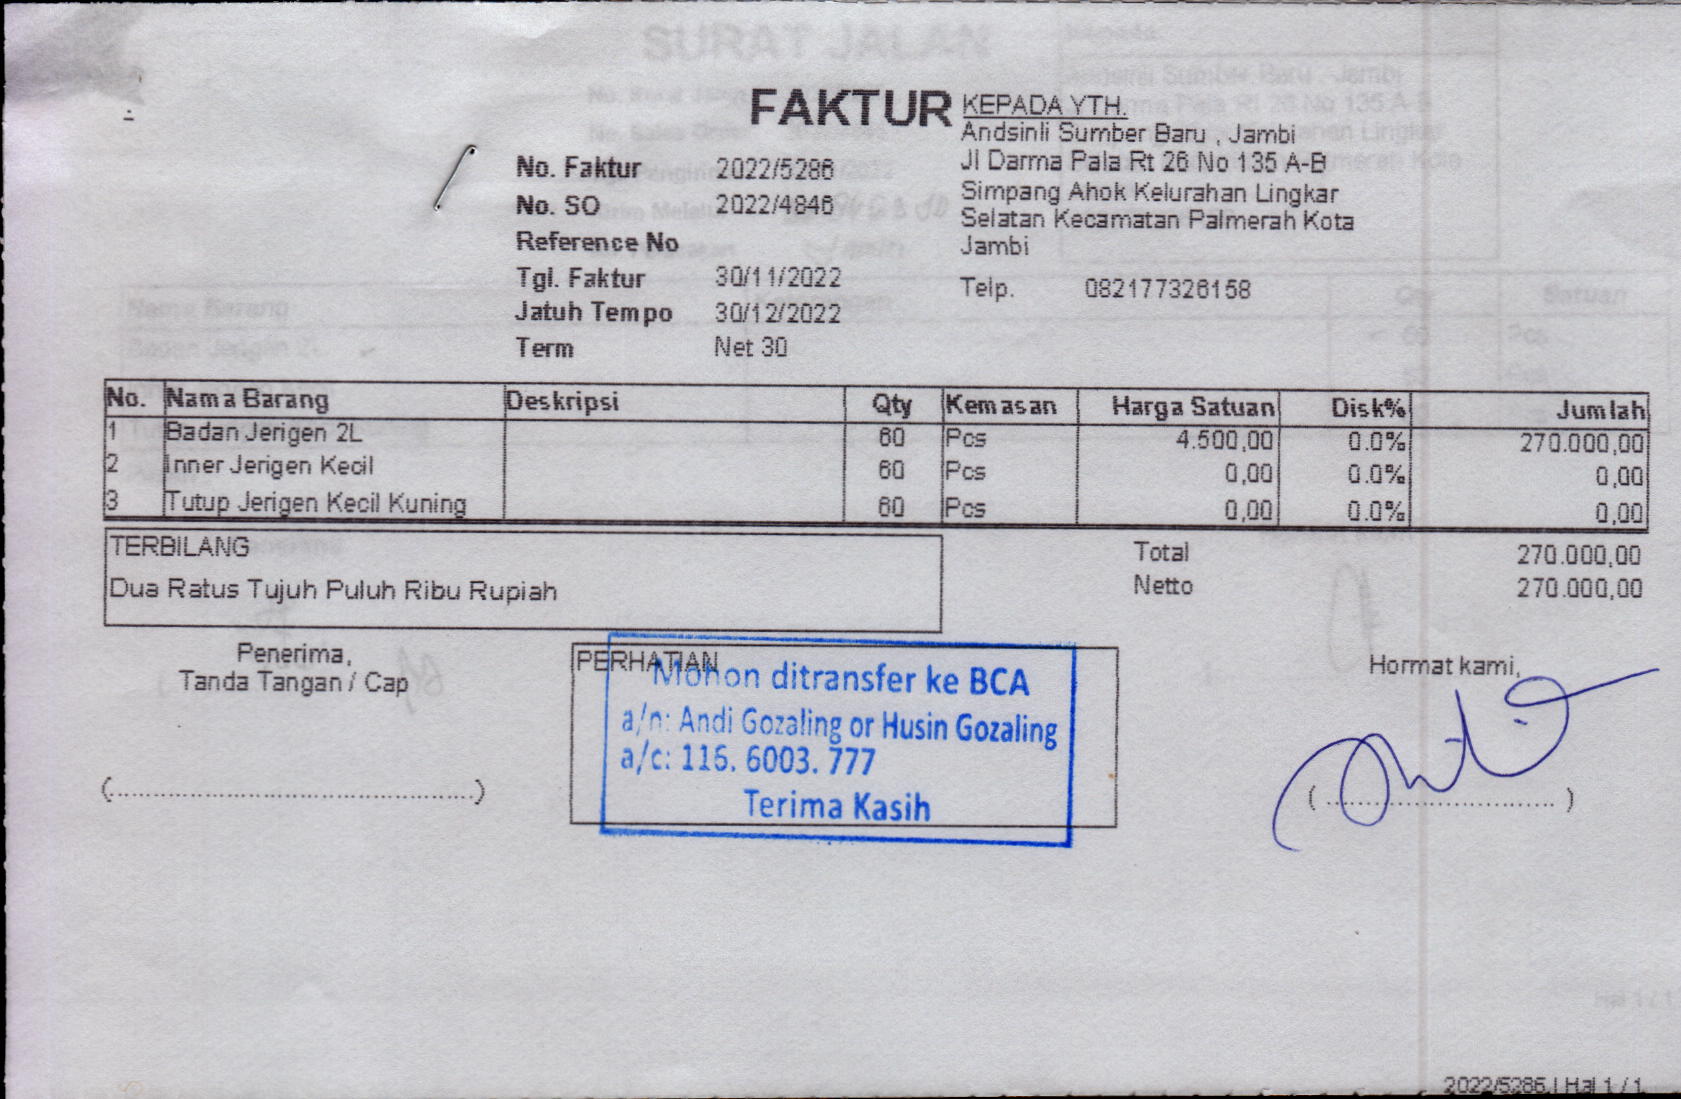 FAKTUR
No. Faktur 2022/5286
No. SO 2022/4846
Reference No
Tgl. Faktur 30/11/2022
Jatuh Tempo 30/12/2022
Term Net 30
KEPADA YTH.
Andsinli Sumber Baru , Jambi
Jl Darma Pala Rt 26 No 135 A-B
Simpang Ahok Kelurahan Lingkar
Selatan Kecamatan Palmerah Kota
Jambi
Telp. 082177326158
No. Nama Barang Deskripsi Qty Kemasan Harga Satuan Disk% Jumlah
1 Badan Jerigen 2L 60 Pcs 4.500,00 0.0% 270.000,00
2 Inner Jerigen Kecil 60 Pcs 0,00 0.0% 0,00
3 Tutup Jerigen Kecil Kuning 60 Pcs 0,00 0.0% 0,00
TERBILANG
Dua Ratus Tujuh Puluh Ribu Rupiah
Total 270.000,00
Netto 270.000,00
Penerima,
Tanda Tangan / Cap
PERHATIAN
Mohon ditransfer ke BCA
a/n: Andi Gozaling or Husin Gozaling
a/c: 116. 6003. 777
Terima Kasih
Hormat kami,
2022/5286 | Hal 1 / 1
SURAT JALAN
Nama Barang
Satuan